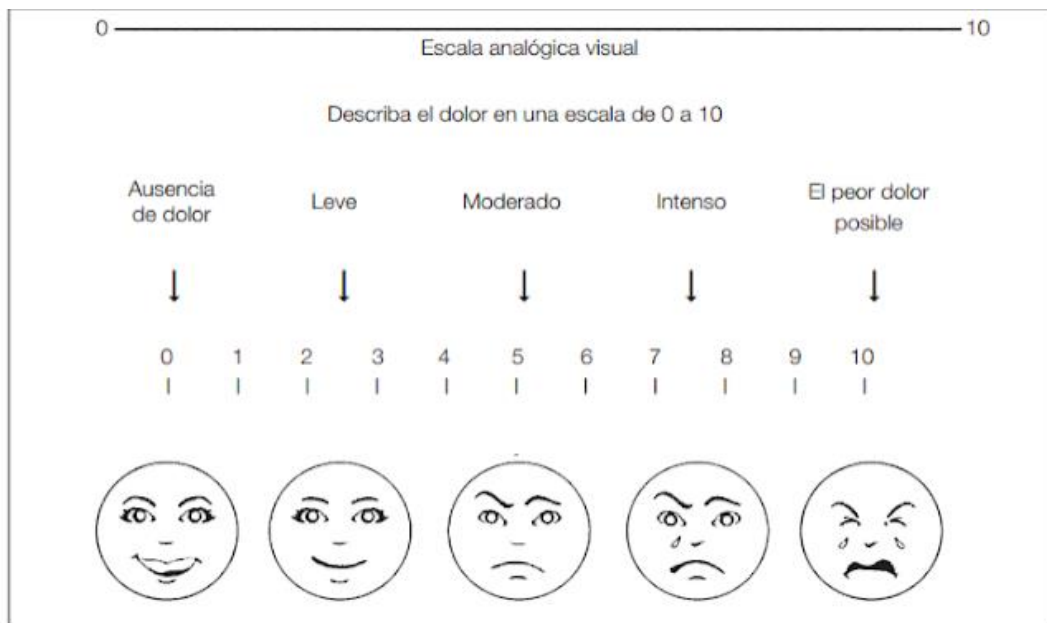 0 10
Escala analógica visual
Describa el dolor en una escala de 0 a 10
Ausencia
de dolor
Leve
Moderado
Intenso
El peor dolor
posible
0 1 2 3 4 5 6 7 8 9 10